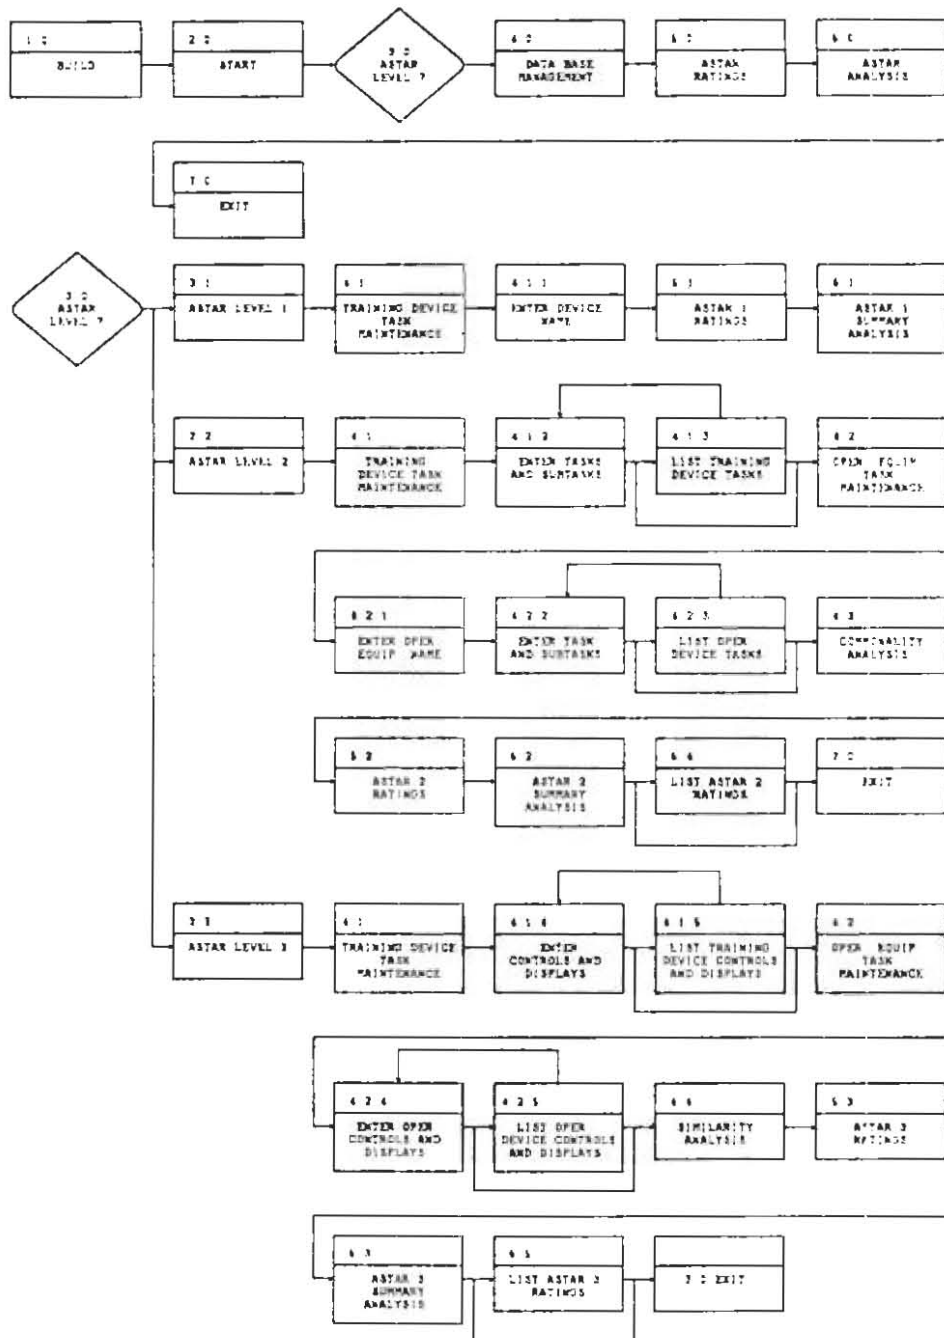 1 0
BUILD
2 0
START
3 0
ASTAR
LEVEL ?
4 0
DATA BASE
MANAGEMENT
5 0
ASTAR
RATINGS
6 0
ASTAR
ANALYSIS
7 0
EXIT
3 0
ASTAR
LEVEL ?
3 1
ASTAR LEVEL 1
4 1
TRAINING DEVICE
TASK
MAINTENANCE
4 1 1
ENTER DEVICE
NAME
5 1
ASTAR 1
RATINGS
6 1
ASTAR 1
SUMMARY
ANALYSIS
ASTAR LEVEL 2
4 1
TRAINING
DEVICE TASK
MAINTENANCE
4 1 2
ENTER TASKS
AND SUBTASKS
4 1 3
LIST TRAINING
DEVICE TASKS
4 2
OPER EQUIP
TASK
MAINTENANCE
4 2 1
ENTER OPER
EQUIP NAME
4 2 2
ENTER TASK
AND SUBTASKS
4 2 3
LIST OPER
DEVICE TASKS
4 3
COMMONALITY
ANALYSIS
5 2
ASTAR 2
RATINGS
6 2
ASTAR 2
SUMMARY
ANALYSIS
LIST ASTAR 2
RATINGS
7 0
EXIT
ASTAR LEVEL 3
4 1
TRAINING DEVICE
TASK
MAINTENANCE
4 1 4
ENTER
CONTROLS AND
DISPLAYS
4 1 5
LIST TRAINING
DEVICE CONTROLS
AND DISPLAYS
4 2
OPER EQUIP
TASK
MAINTENANCE
4 2 4
ENTER OPER
CONTROLS AND
DISPLAYS
4 2 5
LIST OPER
DEVICE CONTROLS
AND DISPLAYS
4 4
SIMILARITY
ANALYSIS
5 3
ASTAR 3
RATINGS
6 3
ASTAR 3
SUMMARY
ANALYSIS
6 5
LIST ASTAR 3
RATINGS
7 0 EXIT